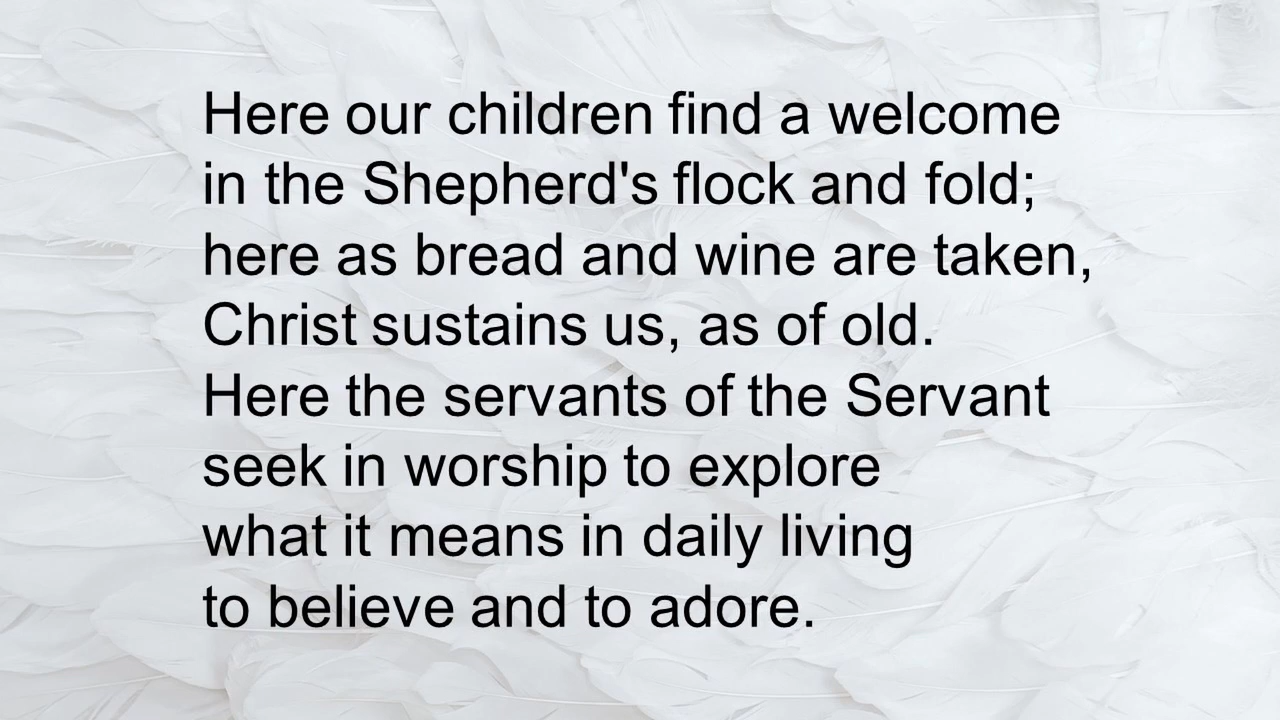 Here our children find a welcome
in the Shepherd's flock and fold;
here as bread and wine are taken,
Christ sustains us, as of old.
Here the servants of the Servant
seek in worship to explore
what it means in daily living
to believe and to adore.